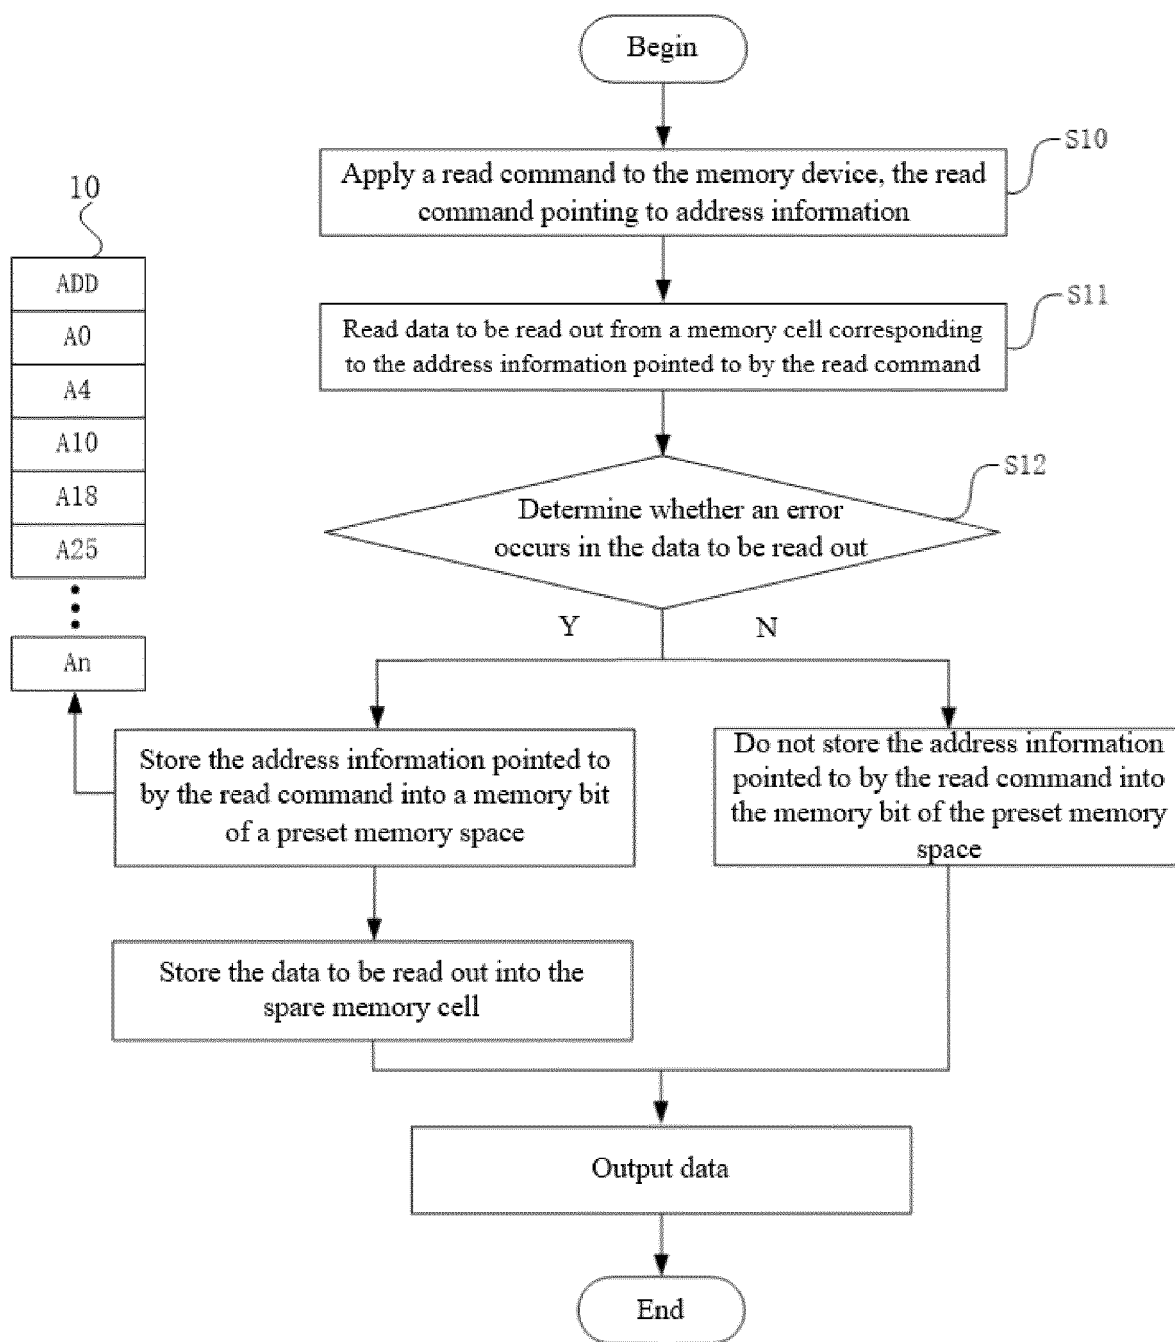 Begin
S10
Apply a read command to the memory device, the read
command pointing to address information
10
ADD
A0
A4
A10
A18
A25
An
S11
Read data to be read out from a memory cell corresponding
to the address information pointed to by the read command
S12
Determine whether an error
occurs in the data to be read out
Y
N
Store the address information pointed to
by the read command into a memory bit
of a preset memory space
Do not store the address information
pointed to by the read command into
the memory bit of the preset memory
space
Store the data to be read out into the
spare memory cell
Output data
End